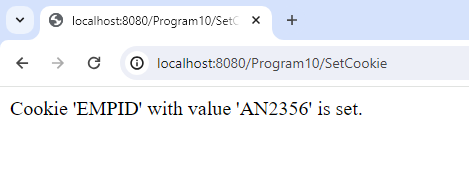 localhost:8080/Program10/SetC
localhost:8080/Program10/SetCookie
Cookie 'EMPID' with value 'AN2356' is set.